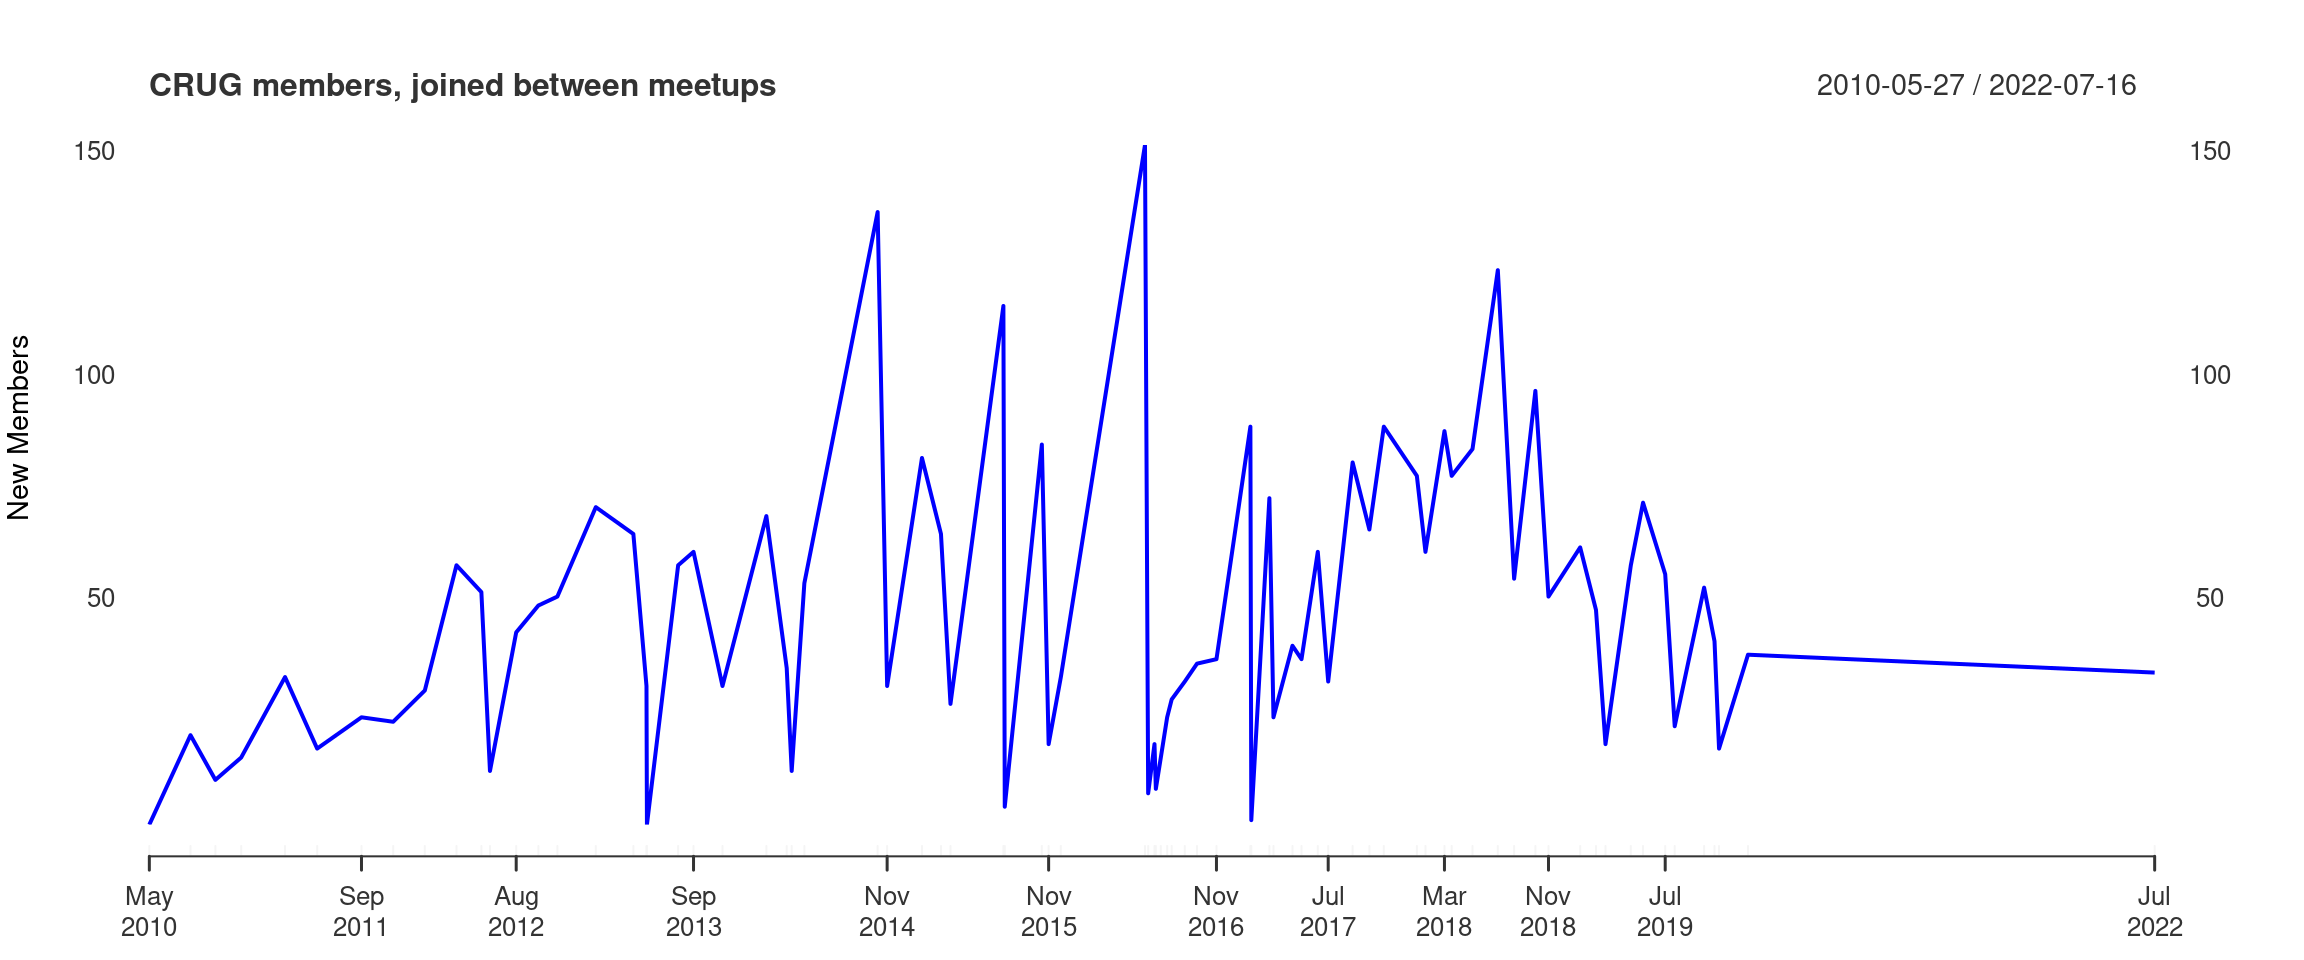 CRUG members, joined between meetups
2010-05-27 / 2022-07-16
New Members
150
100
50
150
100
50
May
2010
Sep
2011
Aug
2012
Sep
2013
Nov
2014
Nov
2015
Nov
2016
Jul
2017
Mar
2018
Nov
2018
Jul
2019
Jul
2022